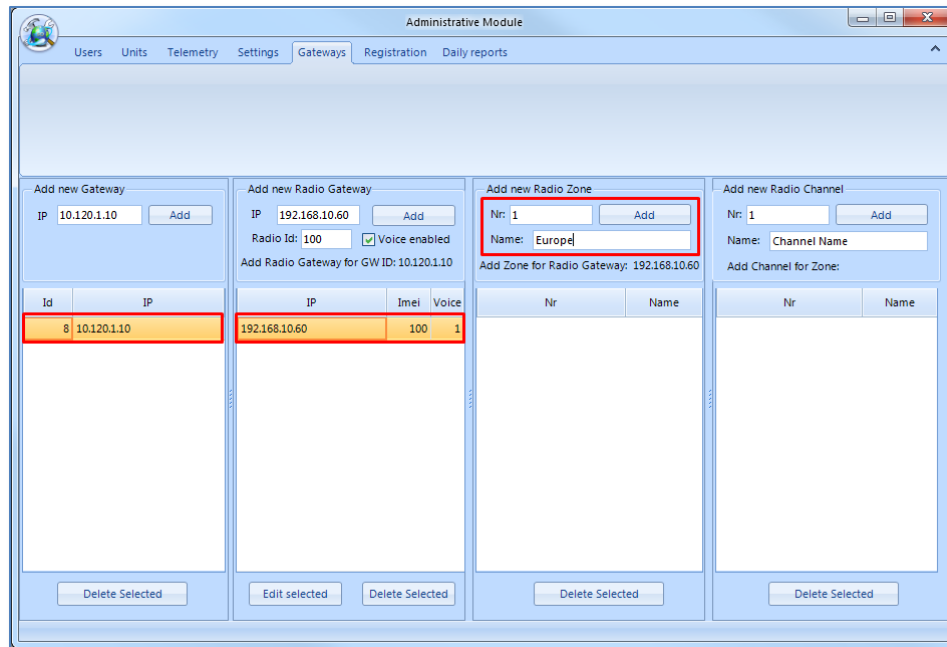 Administrative Module
Users Units Telemetry Settings Gateways Registration Daily reports
Add new Gateway
IP 10.120.1.10 Add
Id IP
8 10.120.1.10
Delete Selected
Add new Radio Gateway
IP 192.168.10.60 Add
Radio Id: 100 Voice enabled
Add Radio Gateway for GW ID: 10.120.1.10
IP Imei Voice
192.168.10.60 100 1
Edit selected Delete Selected
Add new Radio Zone
Nr: 1 Add
Name: Europe
Add Zone for Radio Gateway: 192.168.10.60
Nr Name
Delete Selected
Add new Radio Channel
Nr: 1 Add
Name: Channel Name
Add Channel for Zone:
Nr Name
Delete Selected